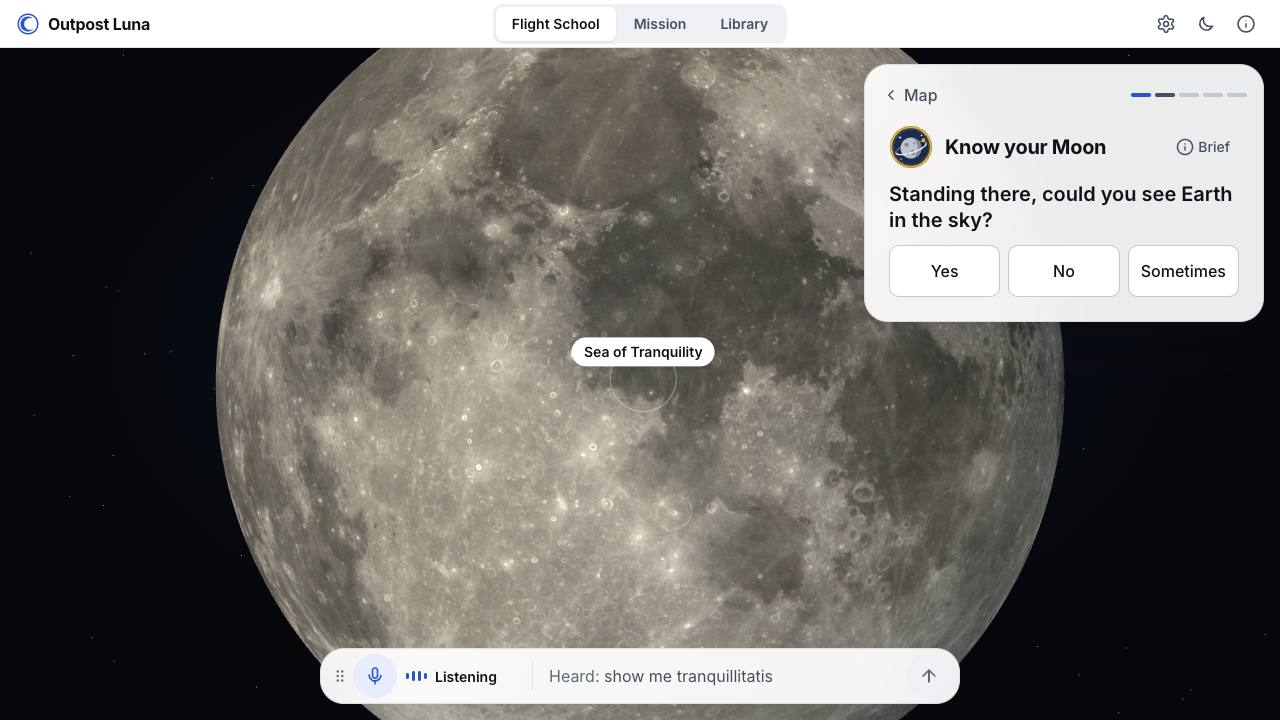 Outpost Luna
Flight School
Mission
Library
Map
Know your Moon
Brief
Standing there, could you see Earth
in the sky?
Yes
No
Sometimes
Sea of Tranquility
Listening
Heard: show me tranquillitatis